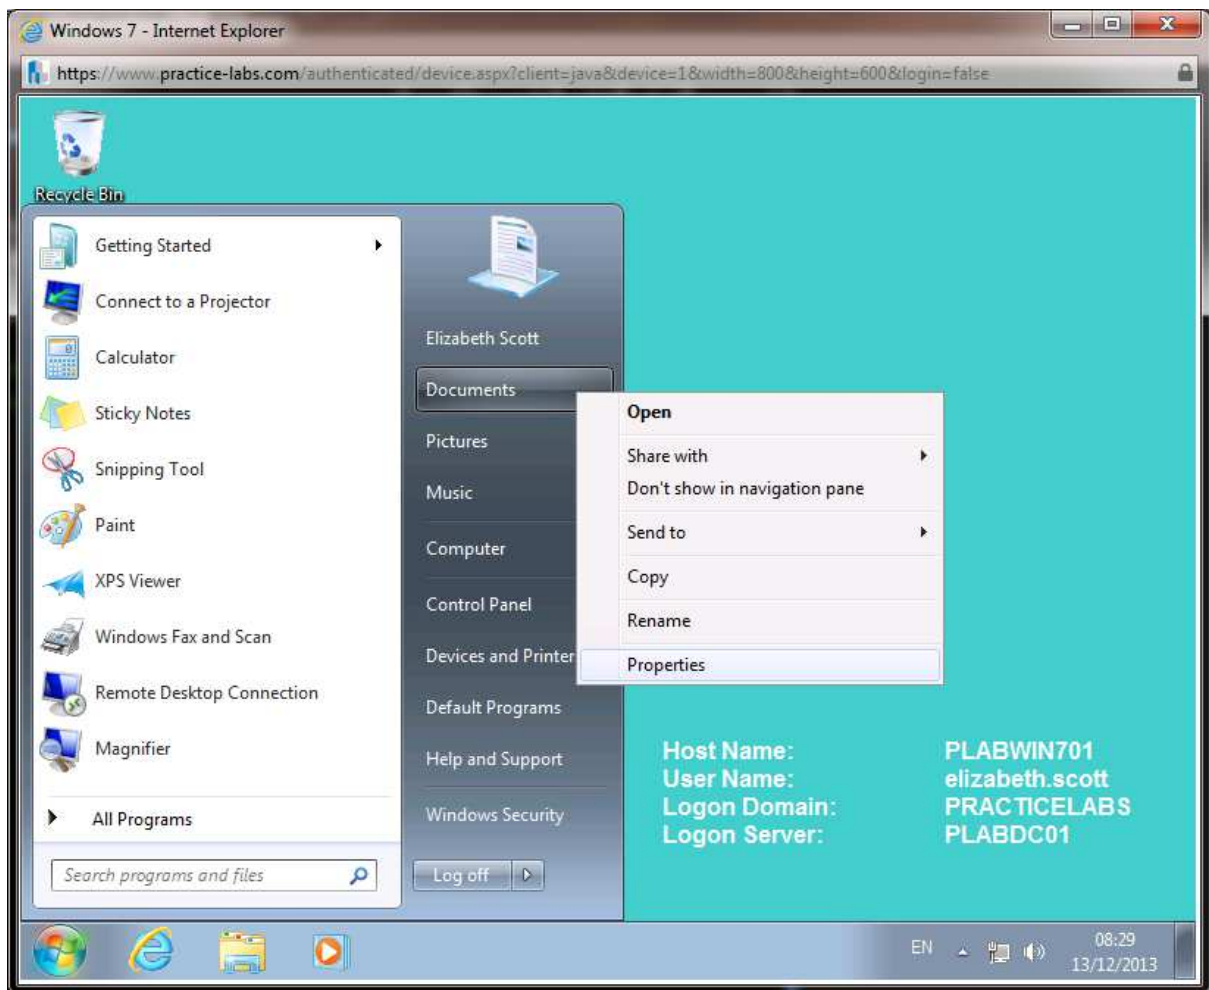 Windows 7 - Internet Explorer
https://www.practice-labs.com/authenticated/device.aspx?client=java&device=1&width=800&height=600&login=false
Recycle Bin
Getting Started
Connect to a Projector
Calculator
Sticky Notes
Snipping Tool
Paint
XPS Viewer
Windows Fax and Scan
Remote Desktop Connection
Magnifier
All Programs
Search programs and files
Elizabeth Scott
Documents
Pictures
Music
Computer
Control Panel
Devices and Printer
Default Programs
Help and Support
Windows Security
Log off
Open
Share with
Don't show in navigation pane
Send to
Copy
Rename
Properties
Host Name: PLABWIN701
User Name: elizabeth.scott
Logon Domain: PRACTICELABS
Logon Server: PLABDC01
EN
08:29
13/12/2013